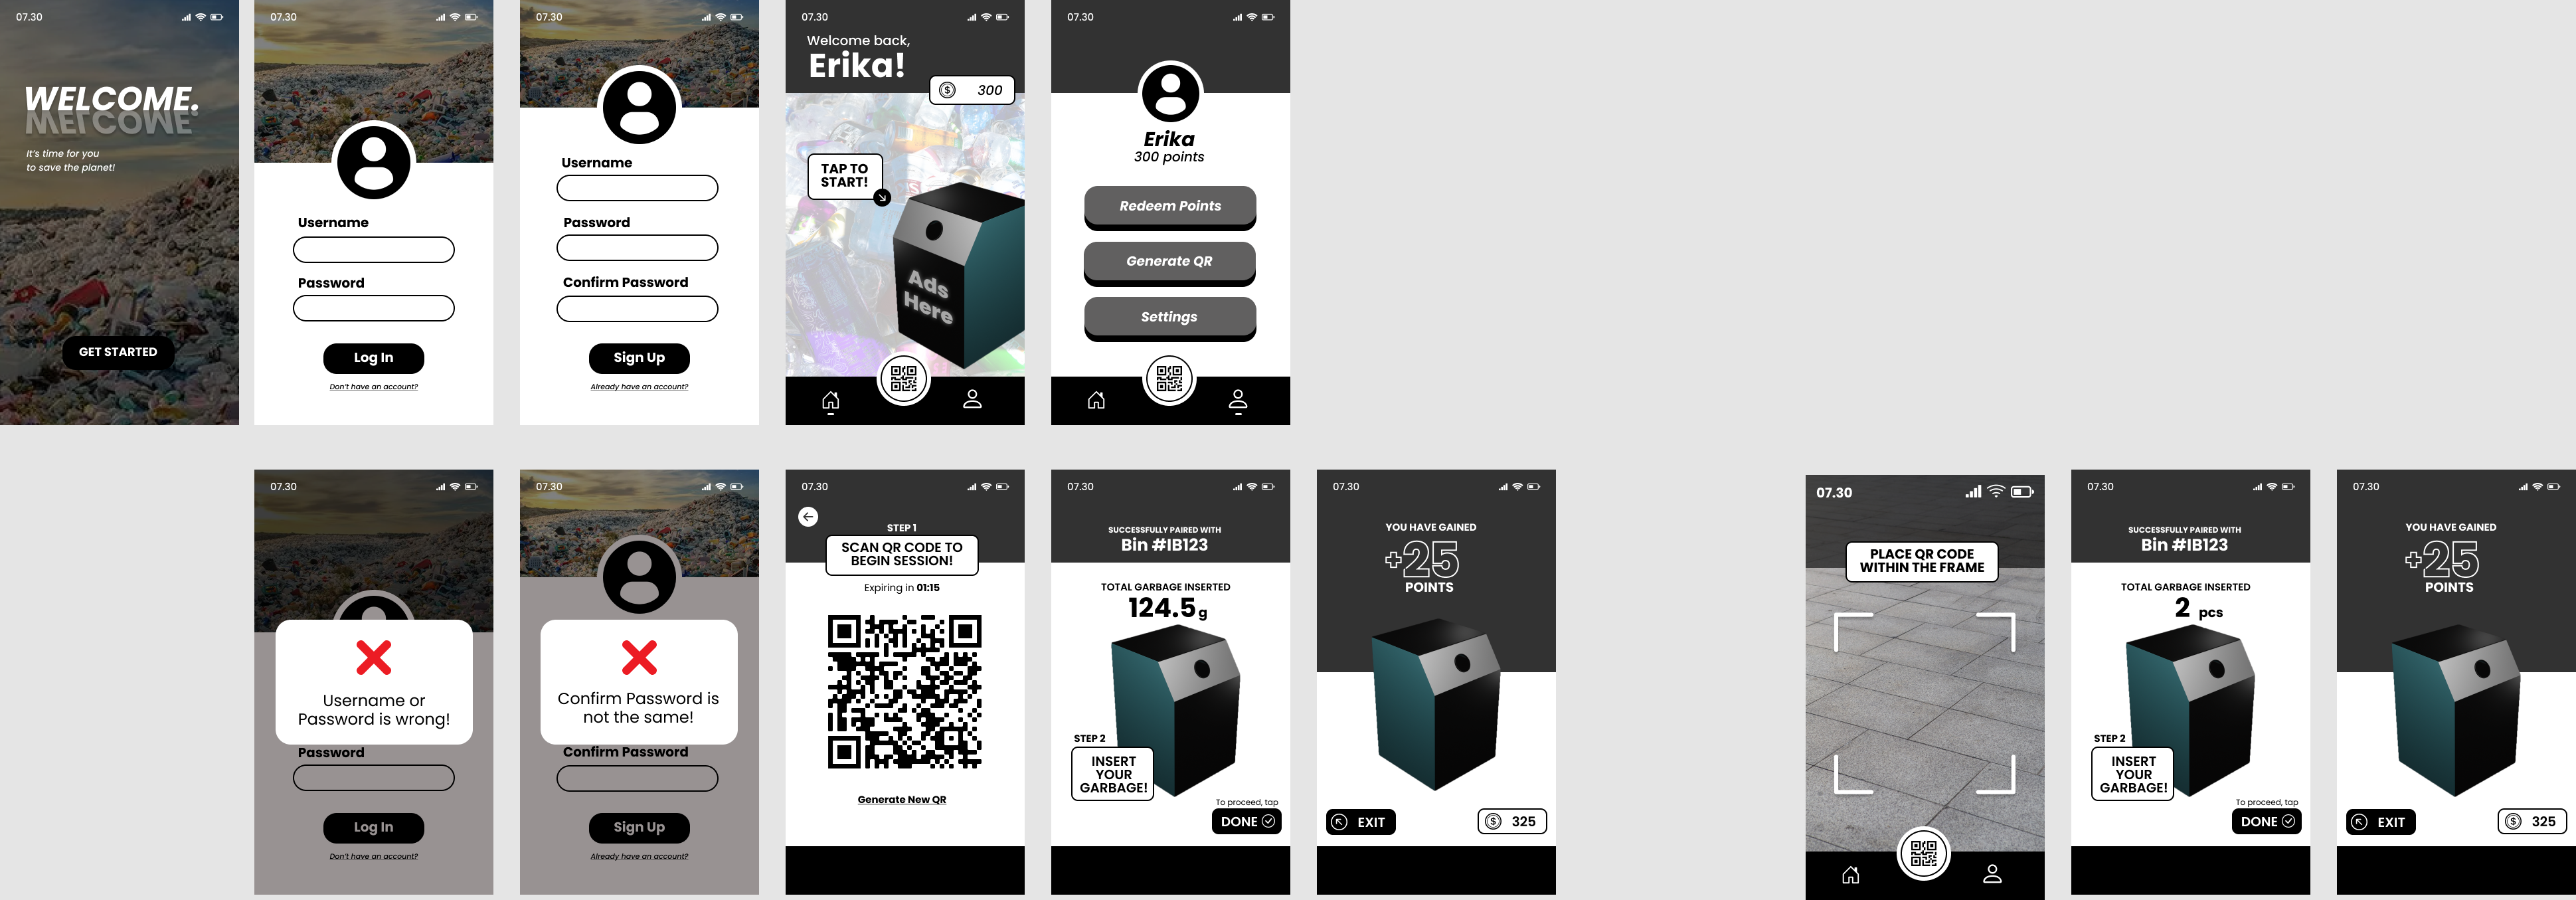 07.30
WELCOME.
WELCOME
It's time for you
to save the planet!
GET STARTED
07.30
Username
Password
Log In
Don't have an account?
07.30
Username
Password
Confirm Password
Sign Up
Already have an account?
07.30
Welcome back,
Erika!
$ 300
TAP TO
START!
Ads
Here
07.30
Erika
300 points
Redeem Points
Generate QR
Settings
07.30
Username or
Password is wrong!
Password
Log In
Don't have an account?
07.30
Confirm Password is
not the same!
Confirm Password
Sign Up
Already have an account?
07.30
STEP 1
SCAN QR CODE TO
BEGIN SESSION!
Expiring in 01:15
Generate New QR
07.30
SUCCESSFULLY PAIRED WITH
Bin #IB123
TOTAL GARBAGE INSERTED
124.5 g
STEP 2
INSERT
YOUR
GARBAGE!
To proceed, tap
DONE
07.30
YOU HAVE GAINED
+25
POINTS
EXIT
$ 325
07.30
PLACE QR CODE
WITHIN THE FRAME
07.30
SUCCESSFULLY PAIRED WITH
Bin #IB123
TOTAL GARBAGE INSERTED
2 pcs
STEP 2
INSERT
YOUR
GARBAGE!
To proceed, tap
DONE
07.30
YOU HAVE GAINED
+25
POINTS
EXIT
$ 325